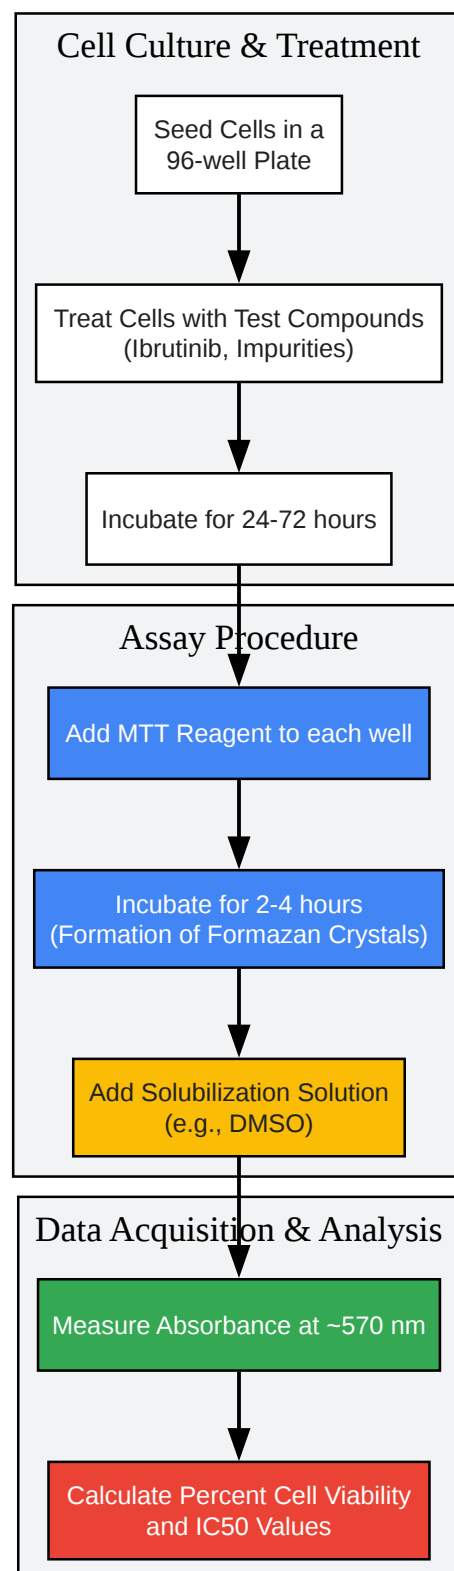 Cell Culture & Treatment
Seed Cells in a
96-well Plate
Treat Cells with Test Compounds
(Ibrutinib, Impurities)
Incubate for 24-72 hours
Assay Procedure
Add MTT Reagent to each well
Incubate for 2-4 hours
(Formation of Formazan Crystals)
Add Solubilization Solution
(e.g., DMSO)
Data Acquisition & Analysis
Measure Absorbance at ~570 nm
Calculate Percent Cell Viability
and IC50 Values